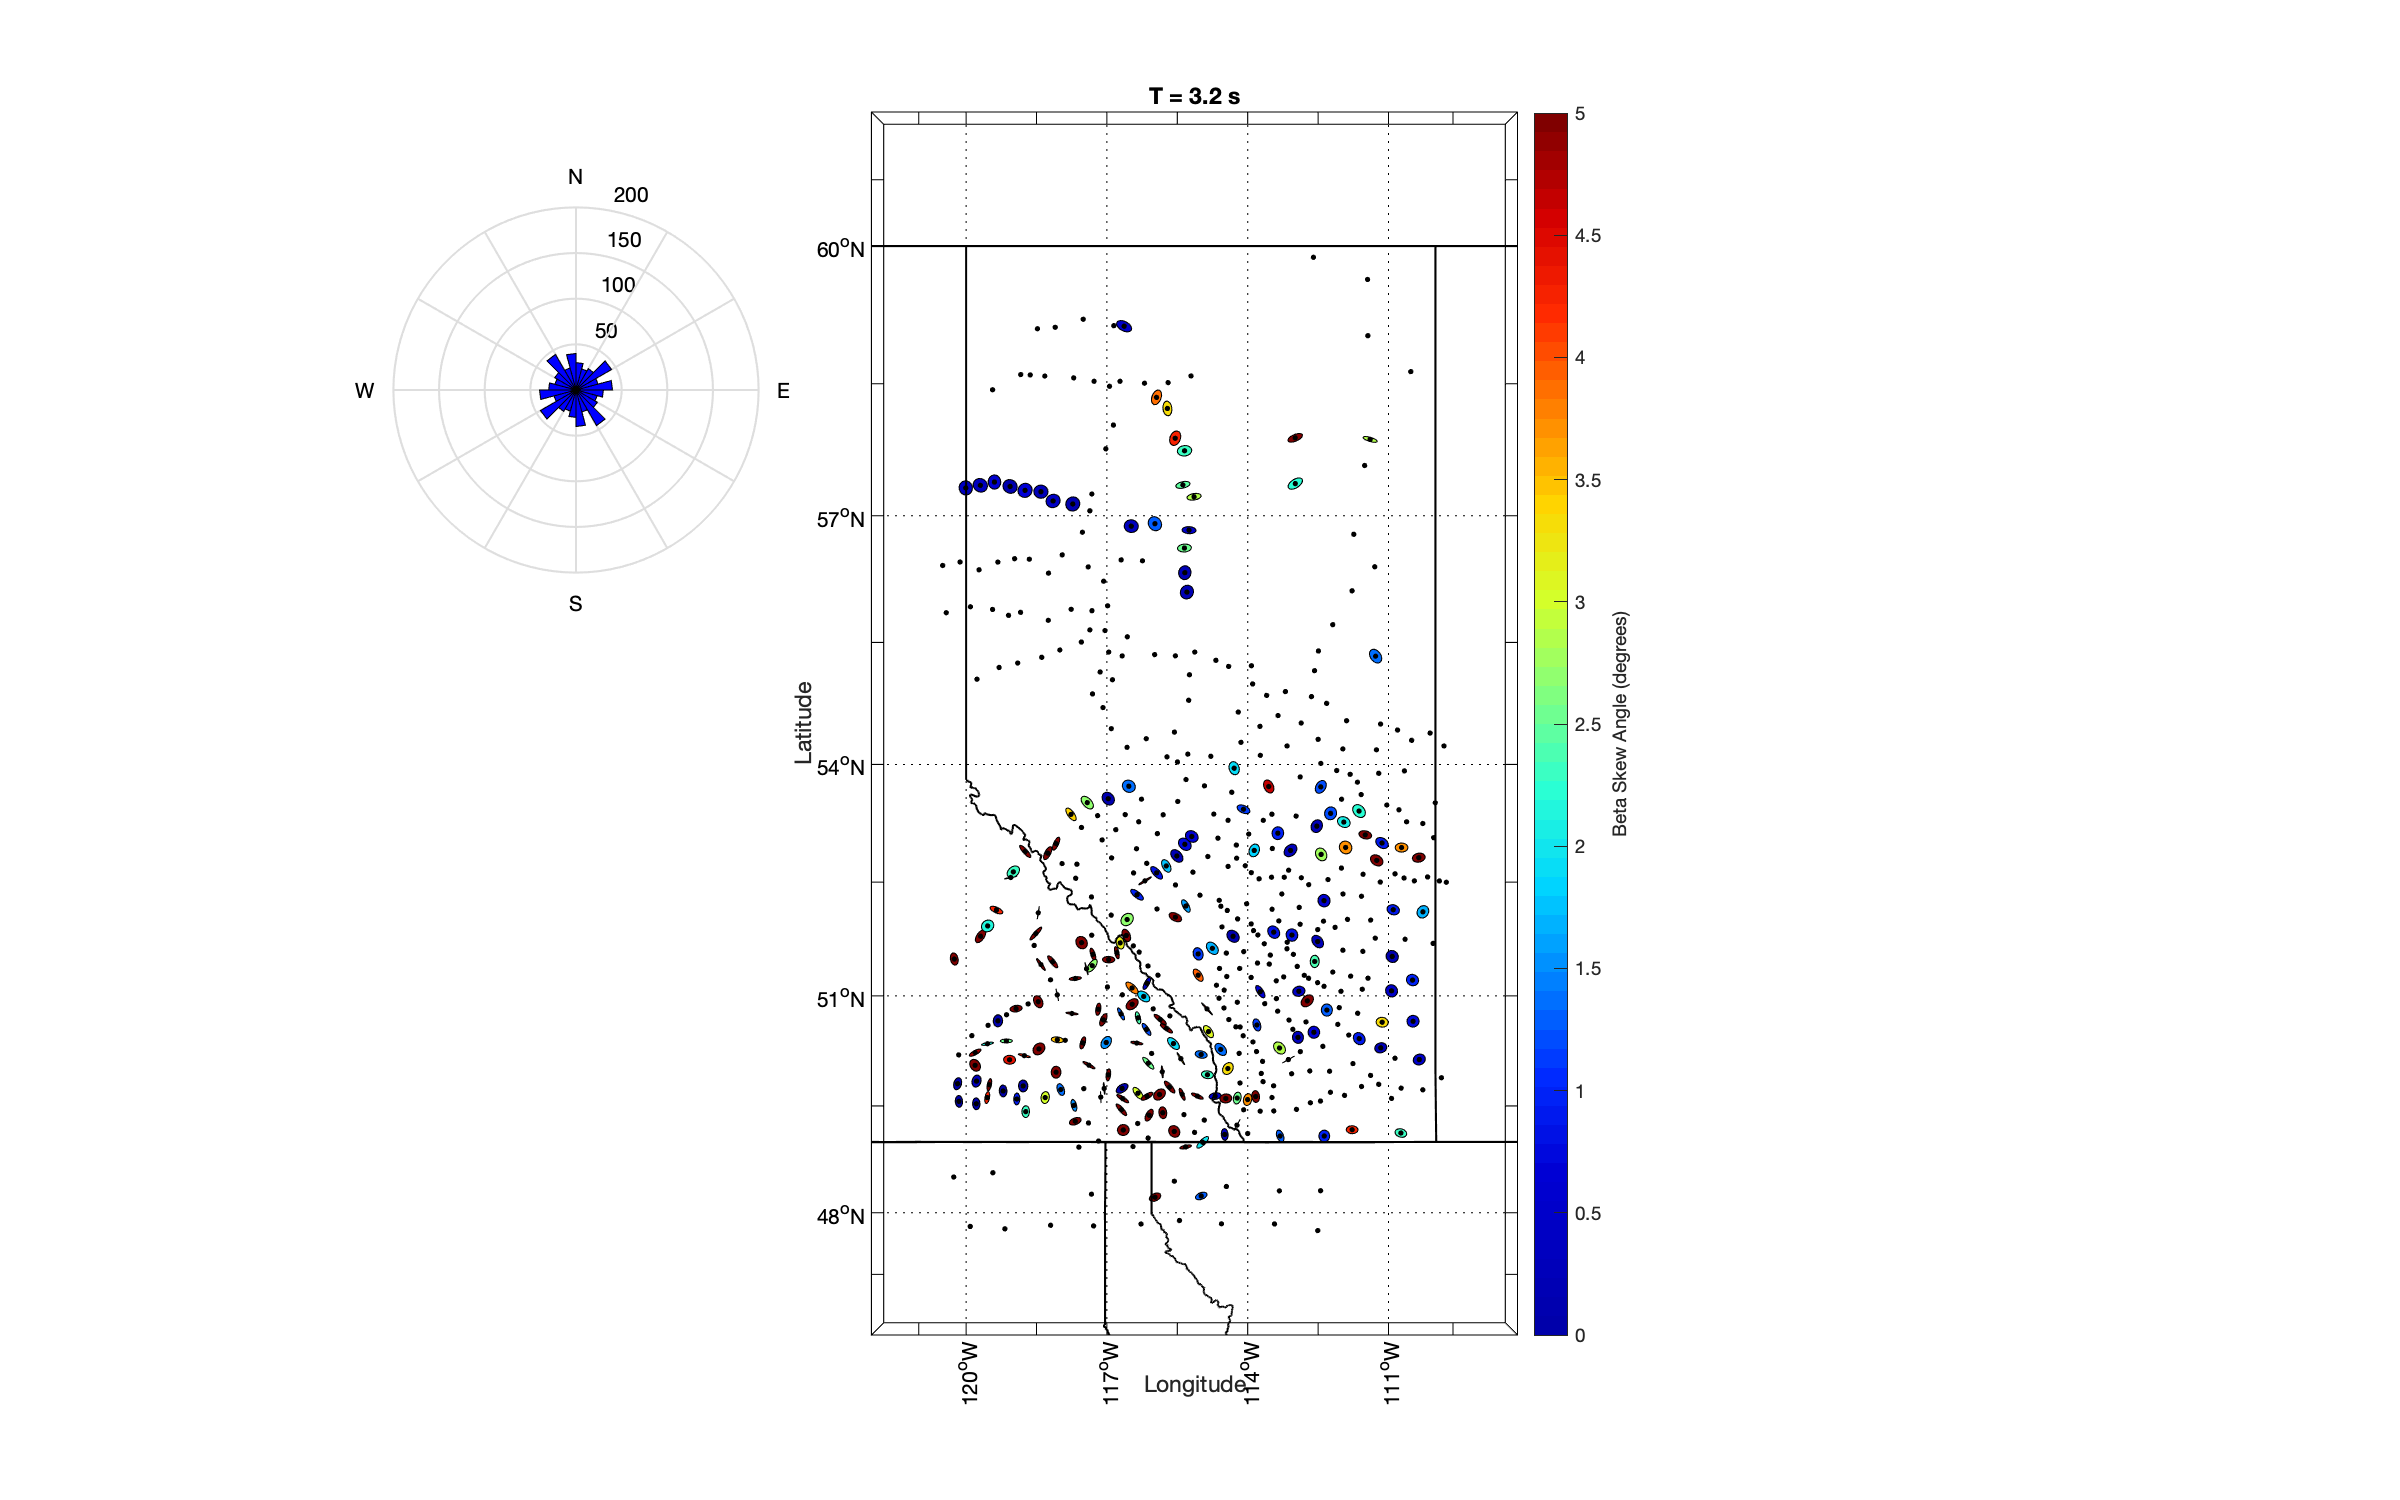 T = 3.2 s
N
200
150
100
50
W
E
S
60°N
57°N
54°N
51°N
48°N
Latitude
120°W
117°W
114°W
111°W
Longitude
5
4.5
4
3.5
3
2.5
2
1.5
1
0.5
0
Beta Skew Angle (degrees)